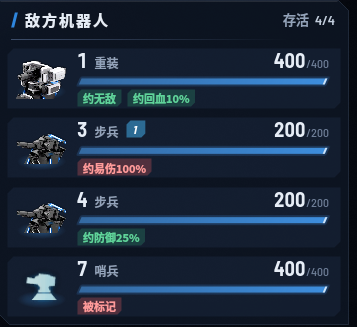 敌方机器人 存活 4/4
1 重装 400/400
约无敌 约回血10%
3 步兵 1 200/200
约易伤100%
4 步兵 200/200
约防御25%
7 哨兵 400/400
被标记